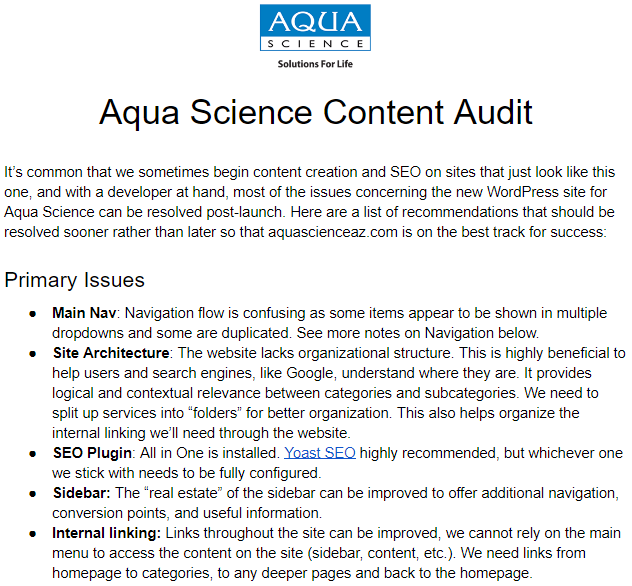 AQUA
SCIENCE
Solutions For Life
Aqua Science Content Audit
It’s common that we sometimes begin content creation and SEO on sites that just look like this
one, and with a developer at hand, most of the issues concerning the new WordPress site for
Aqua Science can be resolved post-launch. Here are a list of recommendations that should be
resolved sooner rather than later so that aquascienceaz.com is on the best track for success:
Primary Issues
● Main Nav: Navigation flow is confusing as some items appear to be shown in multiple
dropdowns and some are duplicated. See more notes on Navigation below.
● Site Architecture: The website lacks organizational structure. This is highly beneficial to
help users and search engines, like Google, understand where they are. It provides
logical and contextual relevance between categories and subcategories. We need to
split up services into “folders” for better organization. This also helps organize the
internal linking we’ll need through the website.
● SEO Plugin: All in One is installed. Yoast SEO highly recommended, but whichever one
we stick with needs to be fully configured.
● Sidebar: The “real estate” of the sidebar can be improved to offer additional navigation,
conversion points, and useful information.
● Internal linking: Links throughout the site can be improved, we cannot rely on the main
menu to access the content on the site (sidebar, content, etc.). We need links from
homepage to categories, to any deeper pages and back to the homepage.